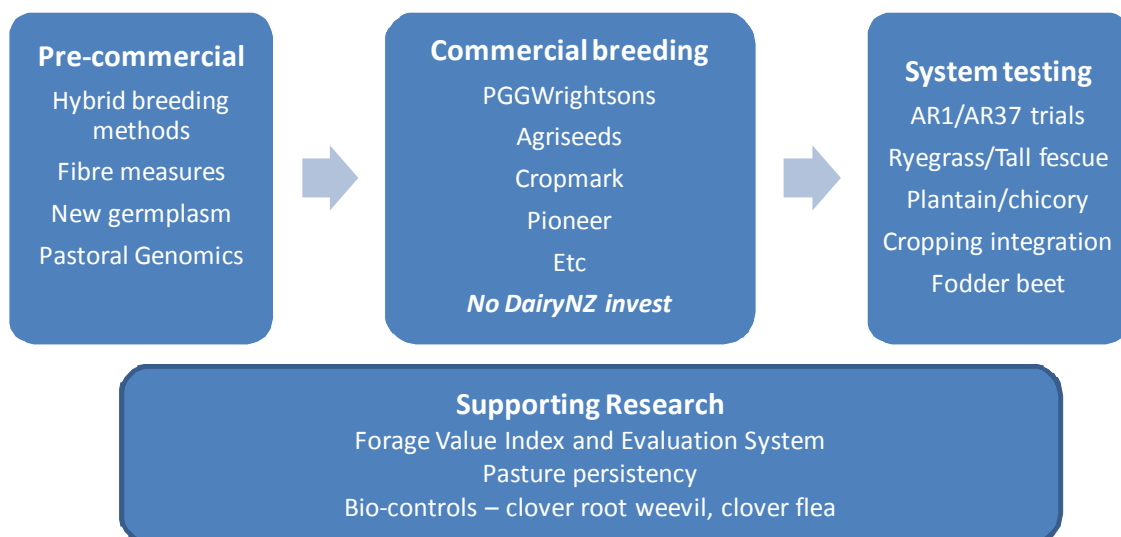 Pre-commercial
Hybrid breeding
methods
Fibre measures
New germplasm
Pastoral Genomics
Commercial breeding
PGGWrightsons
Agriseeds
Cropmark
Pioneer
Etc
No DairyNZ invest
System testing
AR1/AR37 trials
Ryegrass/Tall fescue
Plantain/chicory
Cropping integration
Fodder beet
Supporting Research
Forage Value Index and Evaluation System
Pasture persistency
Bio-controls – clover root weevil, clover flea